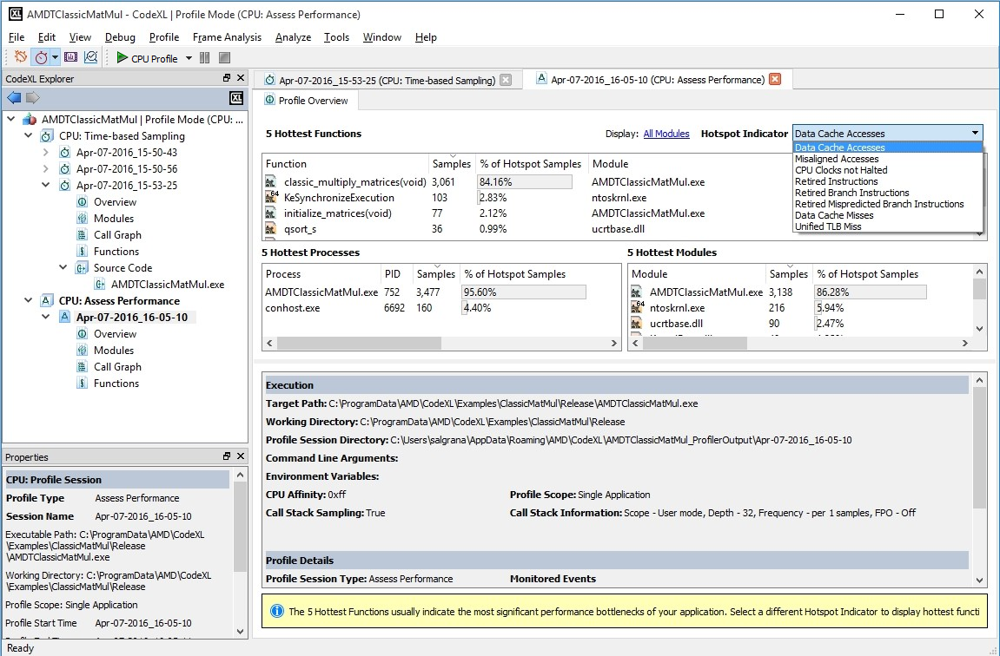 AMDTClassicMatMul - CodeXL | Profile Mode (CPU: Assess Performance)
File Edit View Debug Profile Frame Analysis Analyze Tools Window Help
CPU Profile
CodeXL Explorer
AMDTClassicMatMul | Profile Mode (CPU: ...
CPU: Time-based Sampling
Apr-07-2016_15-50-43
Apr-07-2016_15-50-56
Apr-07-2016_15-53-25
Overview
Modules
Call Graph
Functions
Source Code
AMDTClassicMatMul.exe
CPU: Assess Performance
Apr-07-2016_16-05-10
Overview
Modules
Call Graph
Functions
Properties
CPU: Profile Session
Profile Type Assess Performance
Session Name Apr-07-2016_16-05-10
Executable Path: C:\ProgramData\AMD\CodeXL
\Examples\ClassicMatMul\Release
\AMDTClassicMatMul.exe
Working Directory: C:\ProgramData\AMD\CodeXL
\Examples\ClassicMatMul\Release
Profile Scope: Single Application
Profile Start Time Apr-07-2016_16-05-10
Apr-07-2016_15-53-25 (CPU: Time-based Sampling)
Apr-07-2016_16-05-10 (CPU: Assess Performance)
Profile Overview
5 Hottest Functions Display: All Modules Hotspot Indicator Data Cache Accesses
Data Cache Accesses
Misaligned Accesses
CPU Clocks not Halted
Retired Instructions
Retired Branch Instructions
Retired Mispredicted Branch Instructions
Data Cache Misses
Unified TLB Miss
Function Samples % of Hotspot Samples Module
classic_multiply_matrices(void) 3,061 84.16% AMDTClassicMatMul.exe
64 KeSynchronizeExecution 103 2.83% ntoskrnl.exe
initialize_matrices(void) 77 2.12% AMDTClassicMatMul.exe
qsort_s 36 0.99% ucrtbase.dll
5 Hottest Processes
Process PID Samples % of Hotspot Samples
AMDTClassicMatMul.exe 752 3,477 95.60%
conhost.exe 6692 160 4.40%
5 Hottest Modules
Module Samples % of Hotspot Samples
AMDTClassicMatMul.exe 3,138 86.28%
64 ntoskrnl.exe 216 5.94%
ucrtbase.dll 90 2.47%
Execution
Target Path: C:\ProgramData\AMD\CodeXL\Examples\ClassicMatMul\Release\AMDTClassicMatMul.exe
Working Directory: C:\ProgramData\AMD\CodeXL\Examples\ClassicMatMul\Release
Profile Session Directory: C:\Users\salgrana\AppData\Roaming\AMD\CodeXL\AMDTClassicMatMul_ProfilerOutput\Apr-07-2016_16-05-10
Command Line Arguments:
Environment Variables:
CPU Affinity: 0xff Profile Scope: Single Application
Call Stack Sampling: True Call Stack Information: Scope - User mode, Depth - 32, Frequency - per 1 samples, FPO - Off
Profile Details
Profile Session Type: Assess Performance Monitored Events
The 5 Hottest Functions usually indicate the most significant performance bottlenecks of your application. Select a different Hotspot Indicator to display hottest functi
Ready